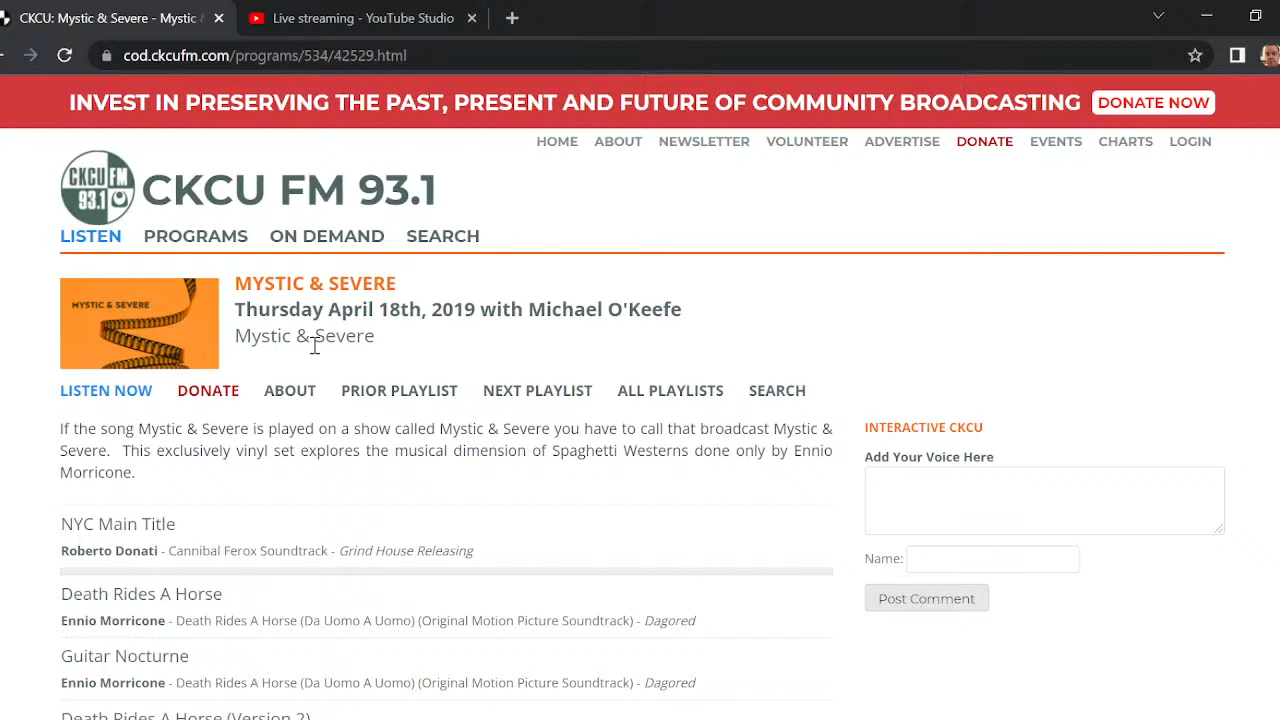 CKCU: Mystic & Severe - Mystic &
Live streaming - YouTube Studio
cod.ckcufm.com/programs/534/42529.html
INVEST IN PRESERVING THE PAST, PRESENT AND FUTURE OF COMMUNITY BROADCASTING DONATE NOW
HOME ABOUT NEWSLETTER VOLUNTEER ADVERTISE DONATE EVENTS CHARTS LOGIN
CKCU FM
93.1
CKCU FM 93.1
LISTEN PROGRAMS ON DEMAND SEARCH
MYSTIC & SEVERE
MYSTIC & SEVERE
Thursday April 18th, 2019 with Michael O'Keefe
Mystic & Severe
LISTEN NOW DONATE ABOUT PRIOR PLAYLIST NEXT PLAYLIST ALL PLAYLISTS SEARCH
If the song Mystic & Severe is played on a show called Mystic & Severe you have to call that broadcast Mystic &
Severe. This exclusively vinyl set explores the musical dimension of Spaghetti Westerns done only by Ennio
Morricone.
NYC Main Title
Roberto Donati - Cannibal Ferox Soundtrack - Grind House Releasing
Death Rides A Horse
Ennio Morricone - Death Rides A Horse (Da Uomo A Uomo) (Original Motion Picture Soundtrack) - Dagored
Guitar Nocturne
Ennio Morricone - Death Rides A Horse (Da Uomo A Uomo) (Original Motion Picture Soundtrack) - Dagored
Death Rides A Horse (Version 2)
INTERACTIVE CKCU
Add Your Voice Here
Name:
Post Comment